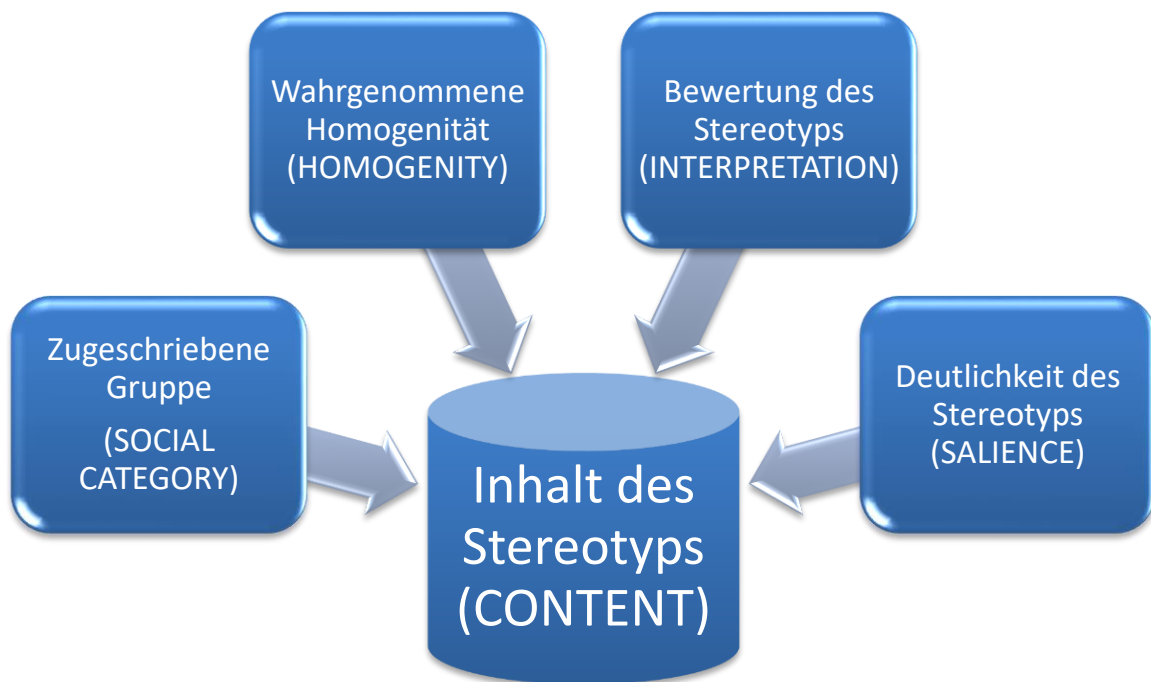 Wahrgenommene
Homogenität
(HOMOGENITY)
Bewertung des
Stereotyps
(INTERPRETATION)
Zugeschriebene
Gruppe
(SOCIAL
CATEGORY)
Deutlichkeit des
Stereotyps
(SALIENCE)
Inhalt des
Stereotyps
(CONTENT)